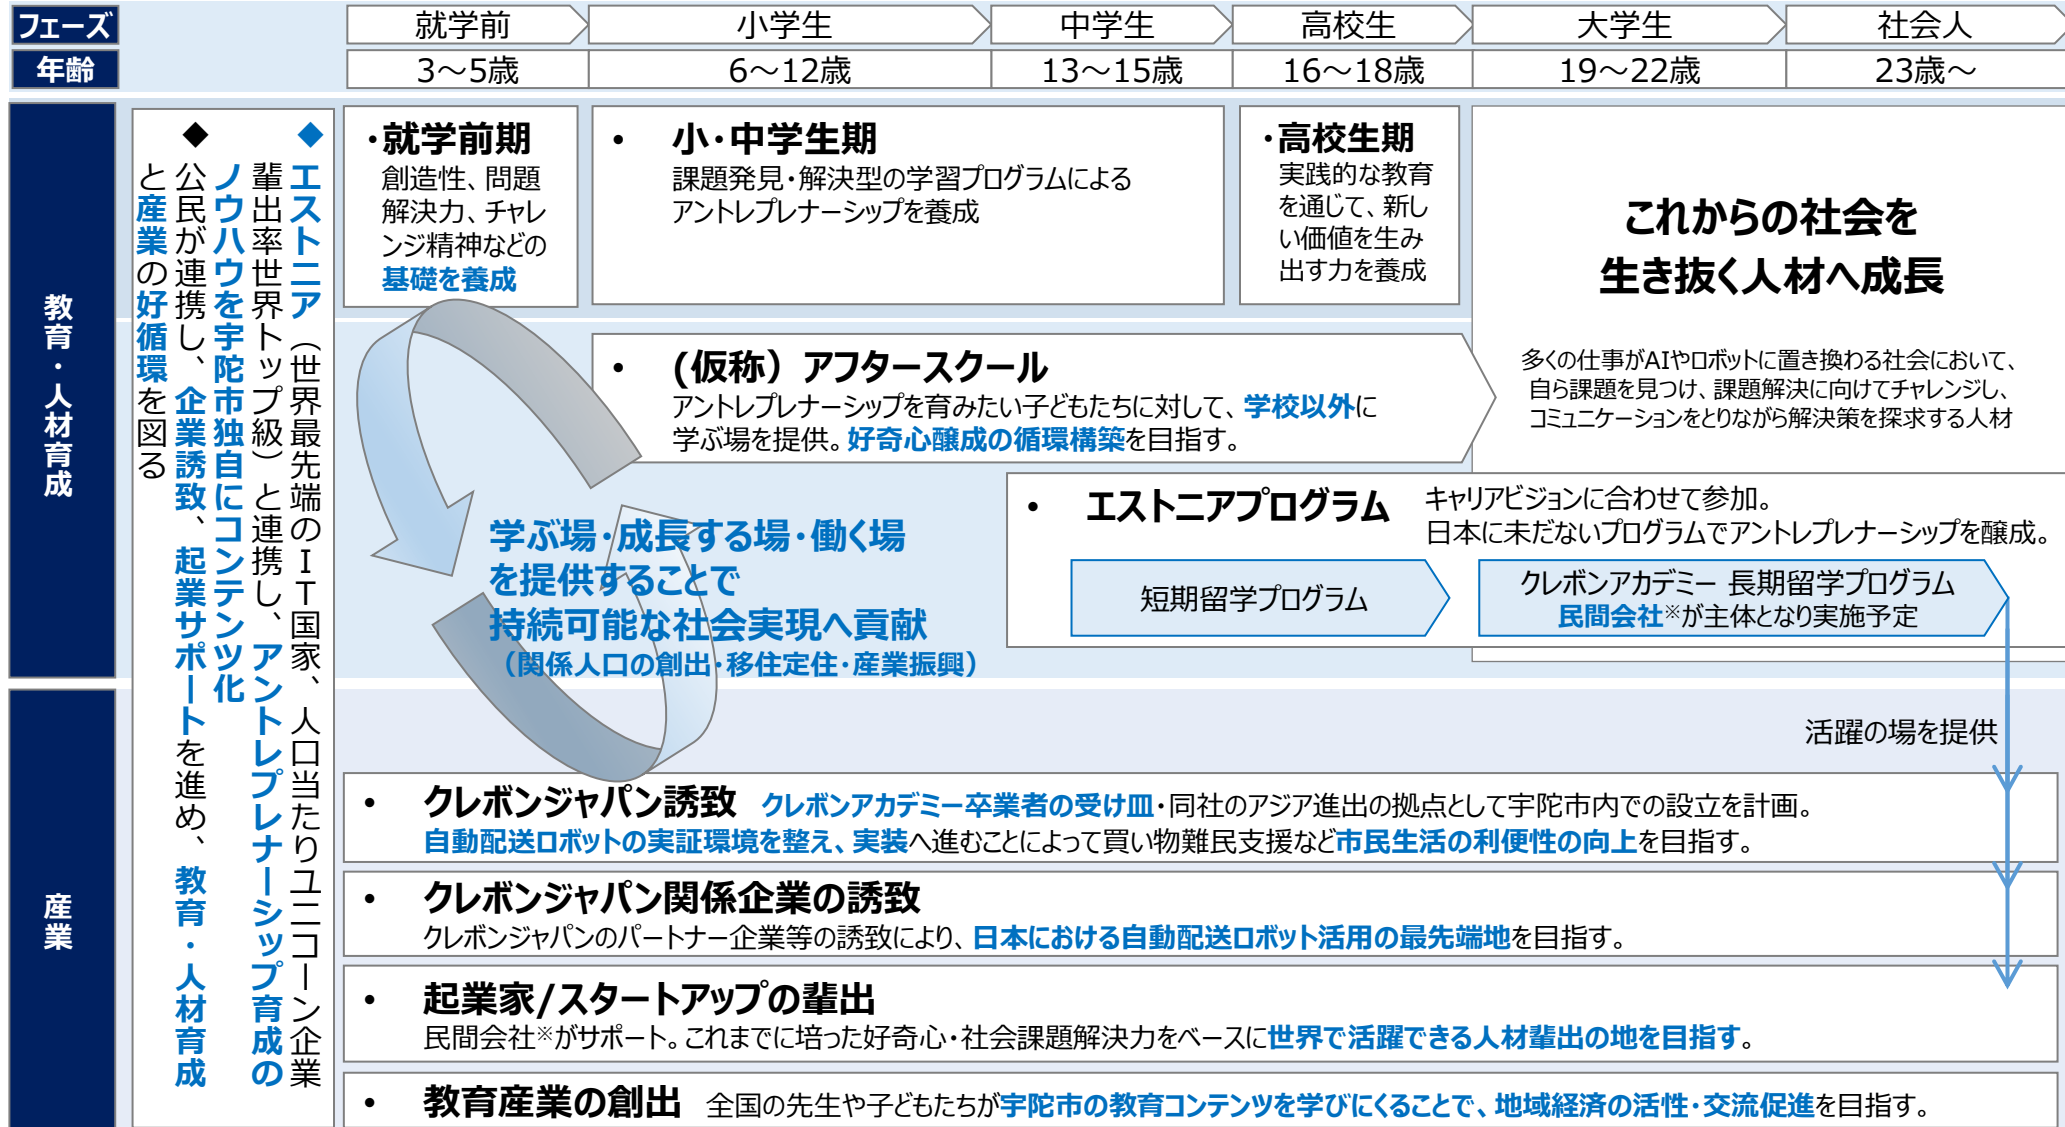 フェーズ
就学前
小学生
中学生
高校生
大学生
社会人
年齢
3～5歳
6～12歳
13～15歳
16～18歳
19～22歳
23歳～
教育・人材育成
◆エストニア（世界最先端のＩＴ国家、人口当たりユニコーン企業
輩出率世界トップ級）と連携し、アントレプレナーシップ育成の
ノウハウを宇陀市独自にコンテンツ化
◆公民が連携し、企業誘致、起業サポートを進め、教育・人材育成
と産業の好循環を図る
・就学前期
創造性、問題
解決力、チャレ
ンジ精神などの
基礎を養成
• 小・中学生期
課題発見・解決型の学習プログラムによる
アントレプレナーシップを養成
・高校生期
実践的な教育
を通じて、新し
い価値を生み
出す力を養成
これからの社会を
生き抜く人材へ成長
多くの仕事がAIやロボットに置き換わる社会において、
自ら課題を見つけ、課題解決に向けてチャレンジし、
コミュニケーションをとりながら解決策を探求する人材
• (仮称）アフタースクール
アントレプレナーシップを育みたい子どもたちに対して、学校以外に
学ぶ場を提供。好奇心醸成の循環構築を目指す。
• エストニアプログラム
キャリアビジョンに合わせて参加。
日本に未だないプログラムでアントレプレナーシップを醸成。
短期留学プログラム
クレボンアカデミー 長期留学プログラム
民間会社※が主体となり実施予定
学ぶ場・成長する場・働く場
を提供することで
持続可能な社会実現へ貢献
（関係人口の創出・移住定住・産業振興）
産業
活躍の場を提供
• クレボンジャパン誘致 クレボンアカデミー卒業者の受け皿・同社のアジア進出の拠点として宇陀市内での設立を計画。
自動配送ロボットの実証環境を整え、実装へ進むことによって買い物難民支援など市民生活の利便性の向上を目指す。
• クレボンジャパン関係企業の誘致
クレボンジャパンのパートナー企業等の誘致により、日本における自動配送ロボット活用の最先端地を目指す。
• 起業家/スタートアップの輩出
民間会社※がサポート。これまでに培った好奇心・社会課題解決力をベースに世界で活躍できる人材輩出の地を目指す。
• 教育産業の創出 全国の先生や子どもたちが宇陀市の教育コンテンツを学びにくることで、地域経済の活性・交流促進を目指す。